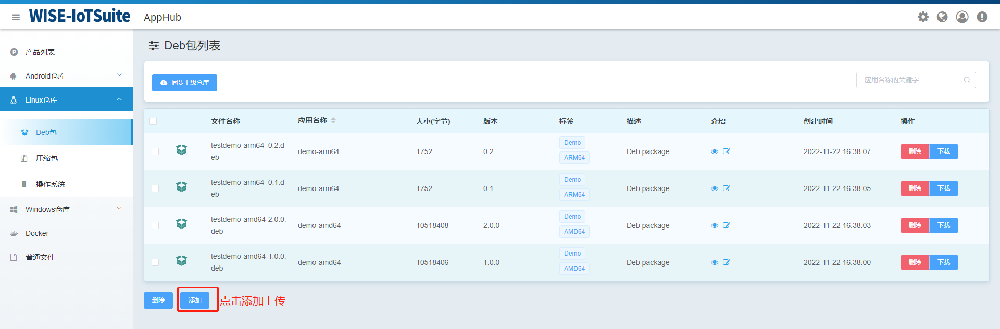 WISE-IoTSuite AppHub
产品列表
Android仓库
Linux仓库
Deb包
压缩包
操作系统
Windows仓库
Docker
普通文件
Deb包列表
同步上级仓库
应用名称的关键字
文件名称 应用名称 大小(字节) 版本 标签 描述 介绍 创建时间 操作
testdemo-arm64_0.2.d
eb
demo-arm64 1752 0.2
Demo
ARM64
Deb package 2022-11-22 16:38:07 删除 下载
testdemo-arm64_0.1.d
eb
demo-arm64 1752 0.1
Demo
ARM64
Deb package 2022-11-22 16:38:05 删除 下载
testdemo-amd64-2.0.0.
deb
demo-amd64 10518408 2.0.0
Demo
AMD64
Deb package 2022-11-22 16:38:03 删除 下载
testdemo-amd64-1.0.0.
deb
demo-amd64 10518406 1.0.0
Demo
AMD64
Deb package 2022-11-22 16:38:00 删除 下载
删除 添加 点击添加上传